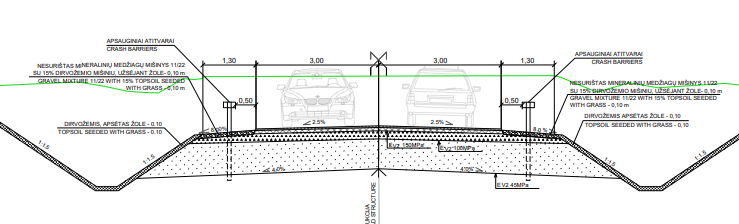 APSAUGINIAI ATITVARAI
CRASH BARRIERS
APSAUGINIAI ATITVARAI
CRASH BARRIERS
1,30
3,00
3,00
1,30
NESURIŠTAS MINERALINIŲ MEDŽIAGŲ MIŠINYS 11/22
SU 15% DIRVOŽEMIO MIŠINIU, UŽSĖJANT ŽOLE- 0,10 m
GRAVEL MIXTURE 11/22 WITH 15% TOPSOIL SEEDED
WITH GRASS - 0,10 m
NESURIŠTAS MINERALINIŲ MEDŽIAGŲ MIŠINYS 11/22
SU 15% DIRVOŽEMIO MIŠINIU, UŽSĖJANT ŽOLE- 0,10 m
GRAVEL MIXTURE 11/22 WITH 15% TOPSOIL SEEDED
WITH GRASS - 0,10 m
0,50
0,50
DIRVOŽEMIS, APSĖTAS ŽOLE - 0.10
TOPSOIL SEEDED WITH GRASS - 0.10
DIRVOŽEMIS APSĖTAS ŽOLE - 0,10
TOPSOIL SEEDED WITH GRASS - 0,10
2.5%
2.5%
8.0%
8.0%
1:1.5
1:1.5
1:1.5
1:1.5
EV2 150MPa
EV2 100MPa
4.0%
4.0%
EV2 45MPa
UKCIJA
D STRUCTURE